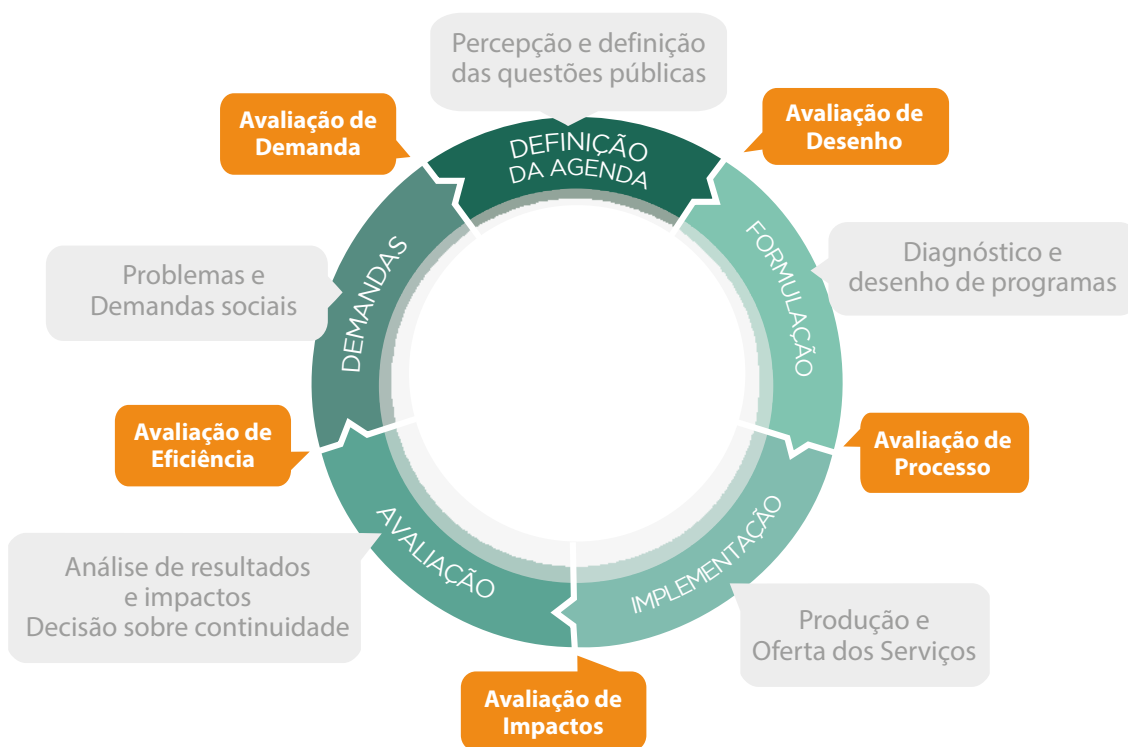 Percepção e definição
das questões públicas
Avaliação de
Demanda
Avaliação de
Desenho
DEFINIÇÃO
DA AGENDA
DEMANDAS
FORMULAÇÃO
Problemas e
Demandas sociais
Diagnóstico e
desenho de programas
Avaliação de
Eficiência
Avaliação de
Processo
AVALIAÇÃO
IMPLEMENTAÇÃO
Análise de resultados
e impactos
Decisão sobre continuidade
Produção e
Oferta dos Serviços
Avaliação de
Impactos